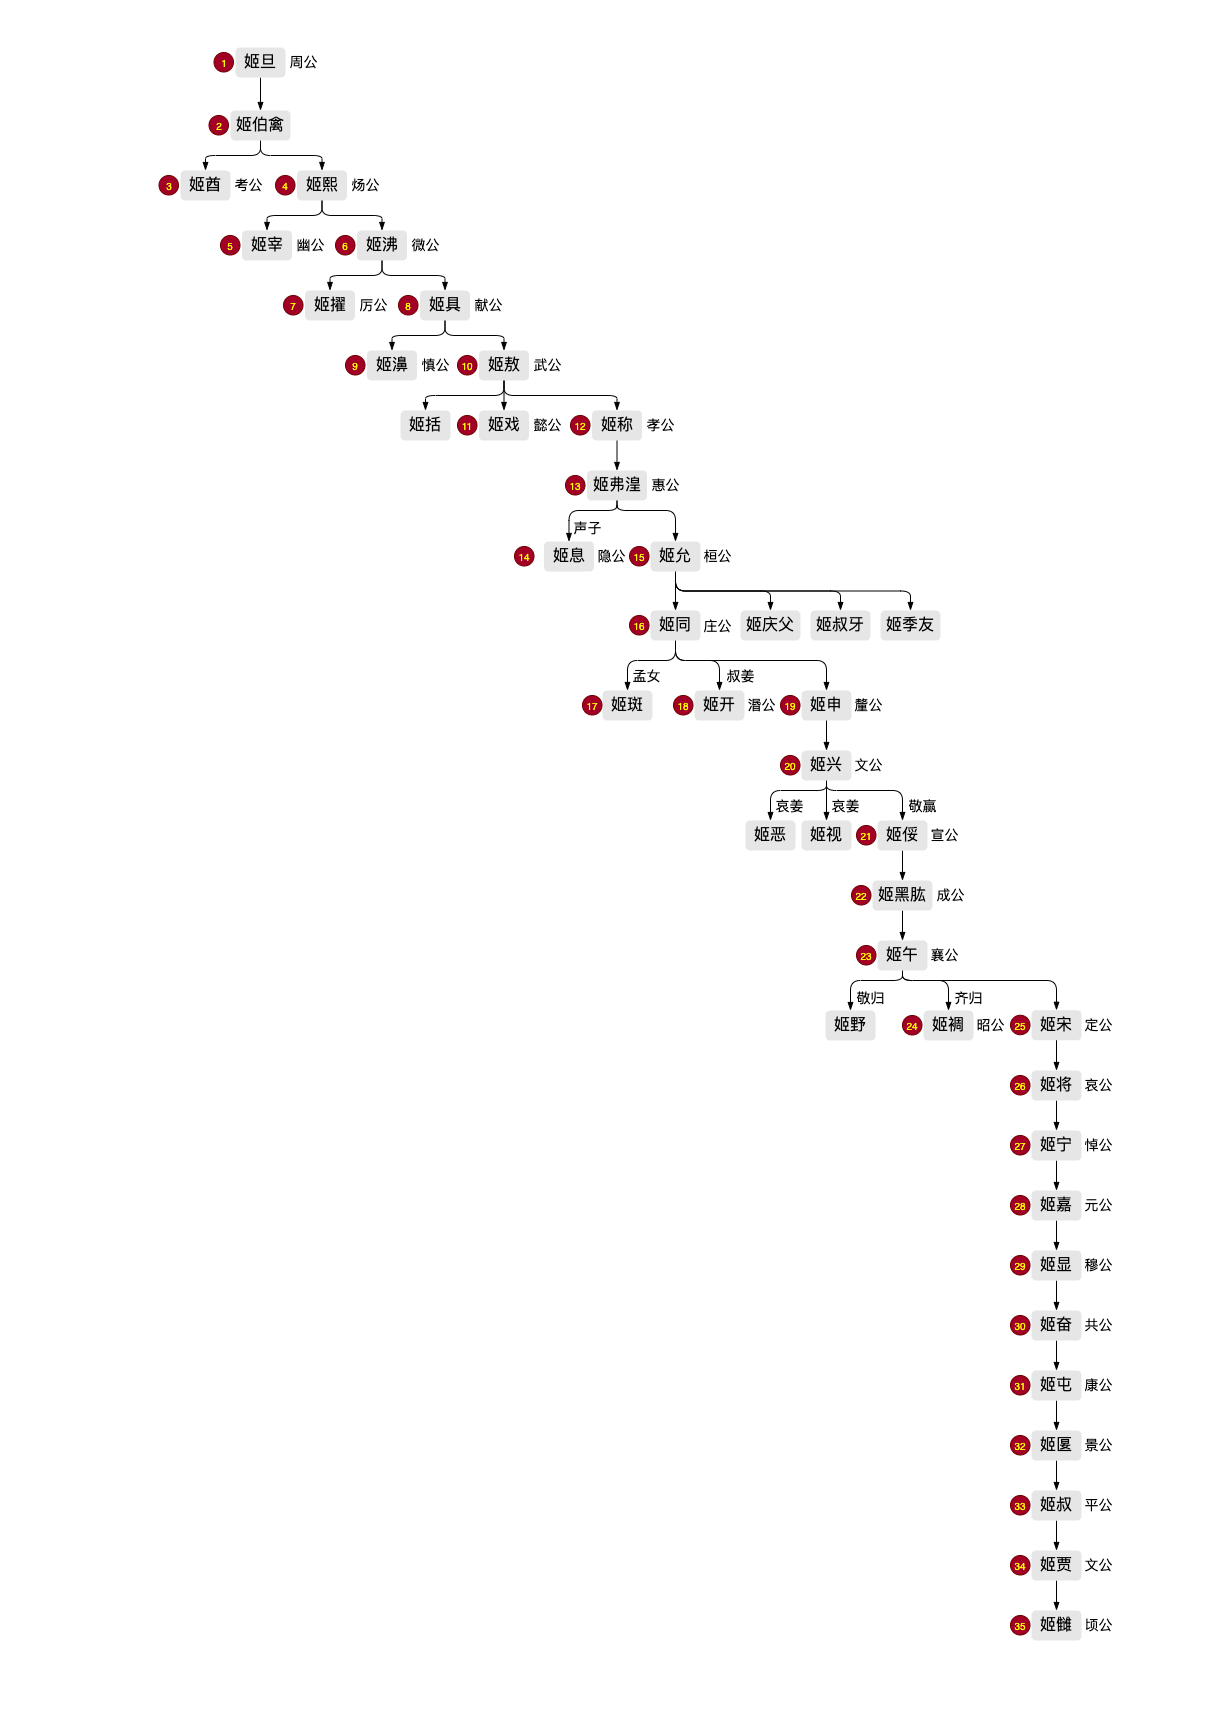 1 姬旦 周公
2 姬伯禽
3 姬酋 考公 4 姬熙 炀公
5 姬宰 幽公 6 姬沸 微公
7 姬擢 厉公 8 姬具 献公
9 姬濞 慎公 10 姬敖 武公
姬括 11 姬戏 懿公 12 姬称 孝公
13 姬弗湟 惠公
声子
14 姬息 隐公 15 姬允 桓公
16 姬同 庄公 姬庆父 姬叔牙 姬季友
孟女 叔姜
17 姬斑 18 姬开 湣公 19 姬申 釐公
20 姬兴 文公
哀姜 哀姜 敬嬴
姬恶 姬视 21 姬俀 宣公
22 姬黑肱 成公
23 姬午 襄公
敬归 齐归
姬野 24 姬裯 昭公 25 姬宋 定公
26 姬将 哀公
27 姬宁 悼公
28 姬嘉 元公
29 姬显 穆公
30 姬奋 共公
31 姬屯 康公
32 姬匽 景公
33 姬叔 平公
34 姬贾 文公
35 姬雠 顷公